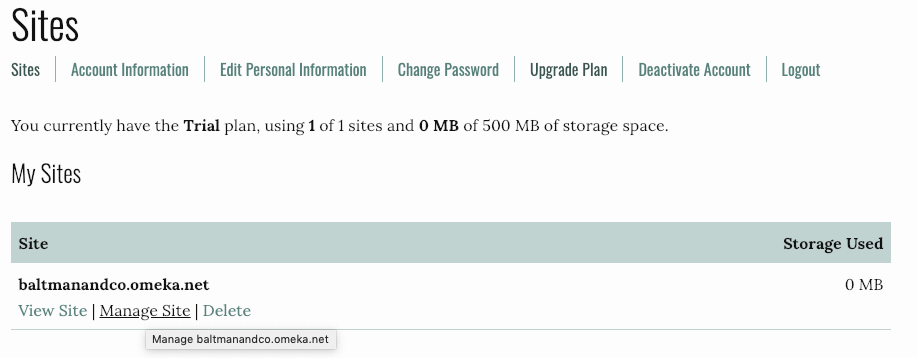 Sites
Sites | Account Information | Edit Personal Information | Change Password | Upgrade Plan | Deactivate Account | Logout
You currently have the Trial plan, using 1 of 1 sites and 0 MB of 500 MB of storage space.
My Sites
Site Storage Used
baltmanandco.omeka.net 0 MB
View Site | Manage Site | Delete
Manage baltmanandco.omeka.net